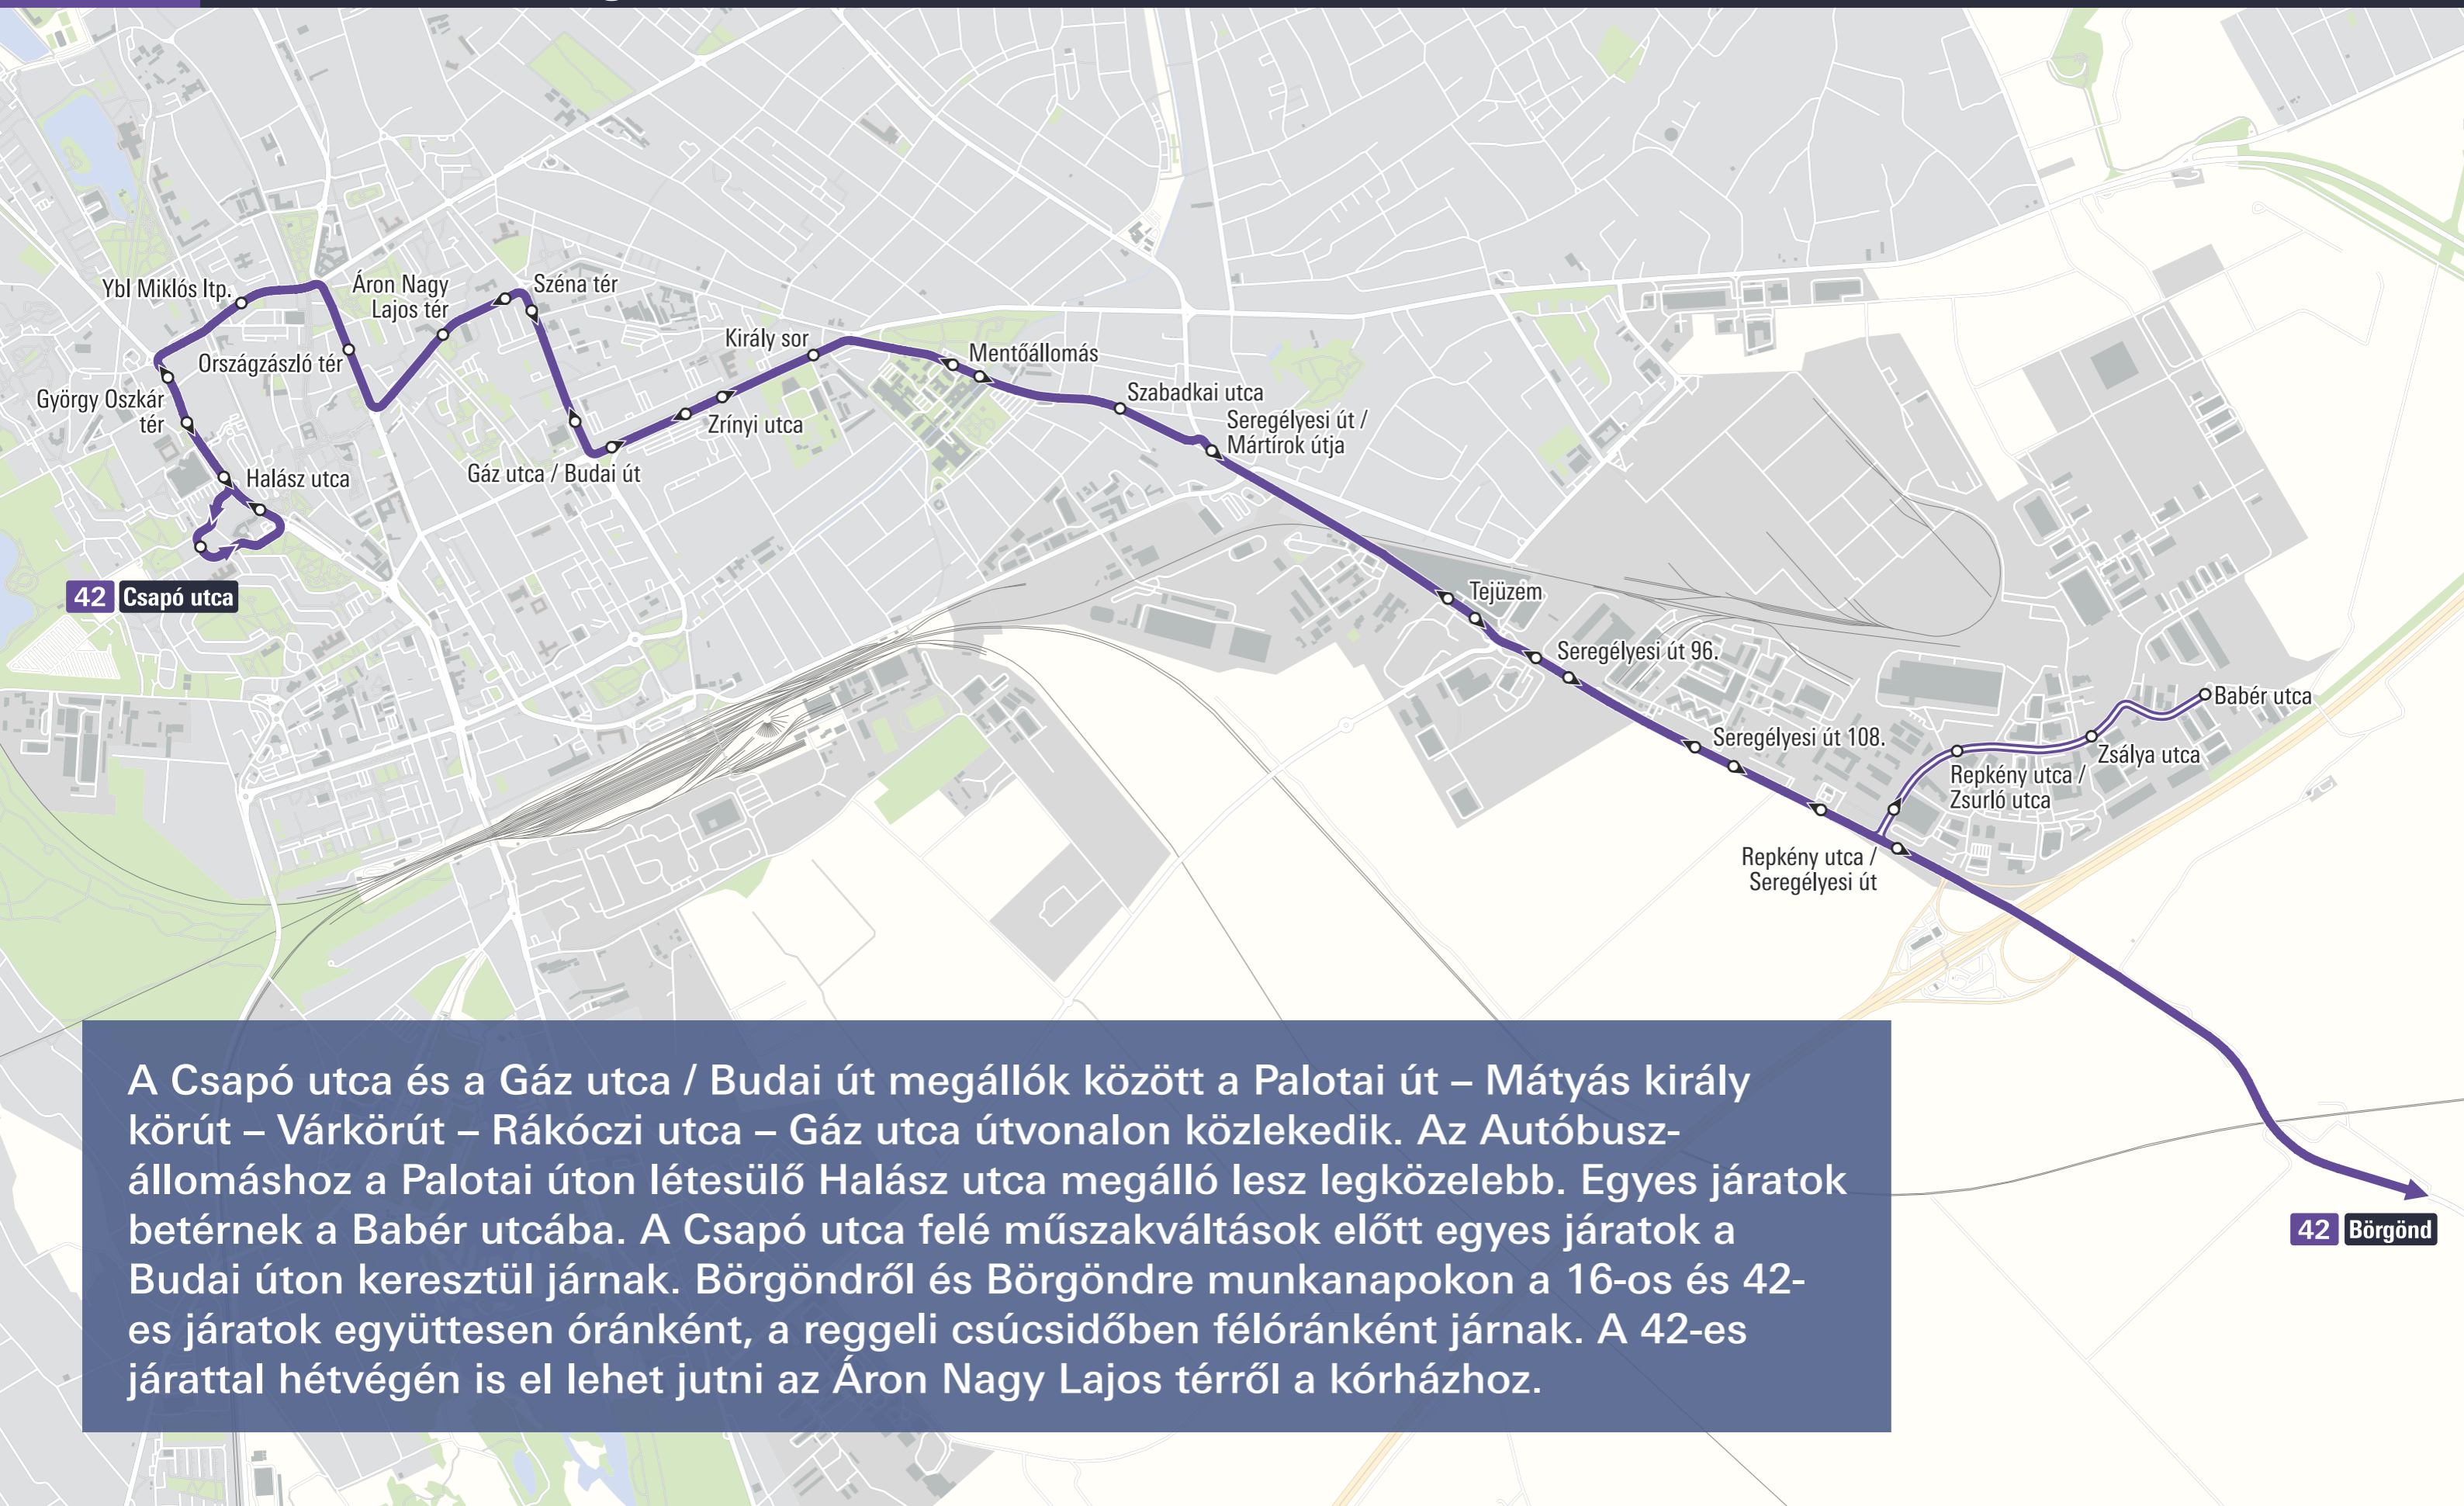 Ybl Miklós ltp.
Áron Nagy
Lajos tér
Széna tér
Országzászló tér
György Oszkár
tér
Halász utca
42 Csapó utca
Gáz utca / Budai út
Zrínyi utca
Király sor
Mentőállomás
Szabadkai utca
Seregélyesi út /
Mártírok útja
Tejüzem
Seregélyesi út 96.
Seregélyesi út 108.
Babér utca
Zsálya utca
Repkény utca /
Zsurló utca
Repkény utca /
Seregélyesi út
42 Börgönd
A Csapó utca és a Gáz utca / Budai út megállók között a Palotai út – Mátyás király
körút – Várkörút – Rákóczi utca – Gáz utca útvonalon közlekedik. Az Autóbusz-
állomáshoz a Palotai úton létesülő Halász utca megálló lesz legközelebb. Egyes járatok
betérnek a Babér utcába. A Csapó utca felé műszakváltások előtt egyes járatok a
Budai úton keresztül járnak. Börgöndről és Börgöndre munkanapokon a 16-os és 42-
es járatok együttesen óránként, a reggeli csúcsidőben félóránként járnak. A 42-es
járattal hétvégén is el lehet jutni az Áron Nagy Lajos térről a kórházhoz.